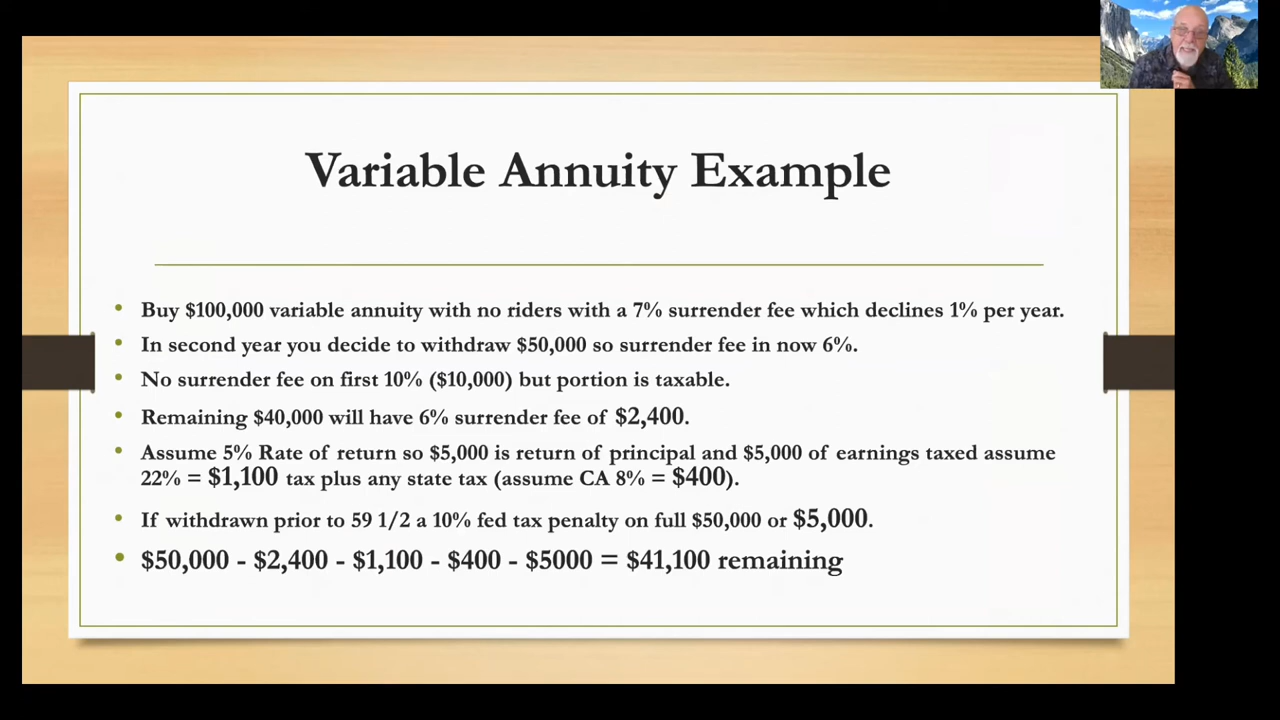 Variable Annuity Example
• Buy $100,000 variable annuity with no riders with a 7% surrender fee which declines 1% per year.
• In second year you decide to withdraw $50,000 so surrender fee in now 6%.
• No surrender fee on first 10% ($10,000) but portion is taxable.
• Remaining $40,000 will have 6% surrender fee of $2,400.
• Assume 5% Rate of return so $5,000 is return of principal and $5,000 of earnings taxed assume
22% = $1,100 tax plus any state tax (assume CA 8% = $400).
• If withdrawn prior to 59 1/2 a 10% fed tax penalty on full $50,000 or $5,000.
• $50,000 - $2,400 - $1,100 - $400 - $5000 = $41,100 remaining